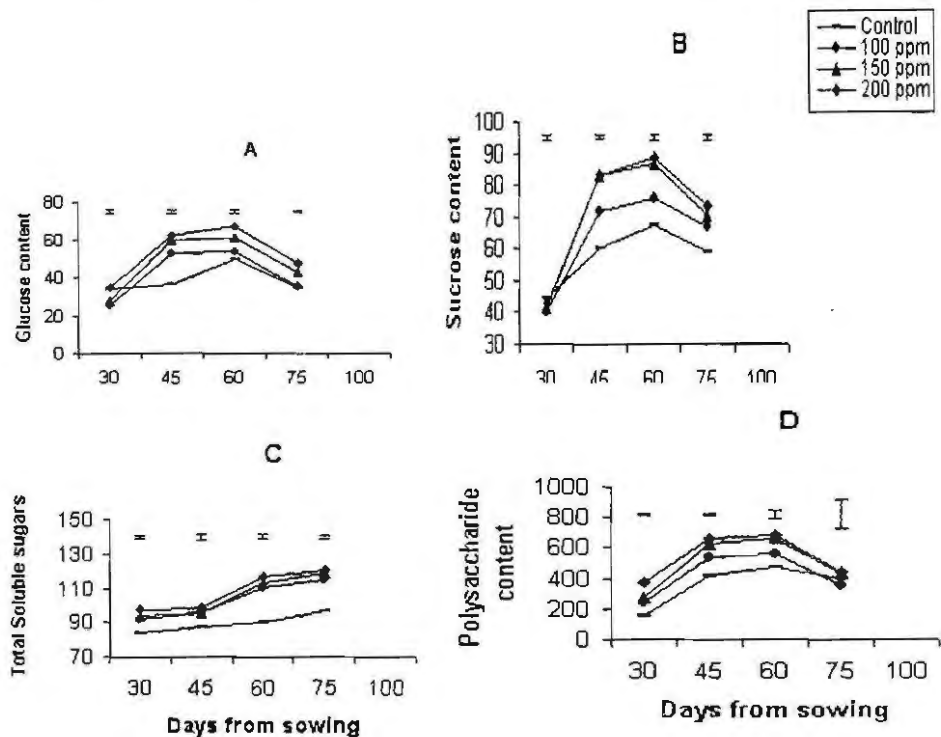 Control
100 ppm
150 ppm
200 ppm
A
Glucose content
80
60
40
20
0
30 45 60 75 100
B
Sucrose content
100
90
80
70
60
50
40
30
30 45 60 75 100
C
Total Soluble sugars
150
130
110
90
70
30 45 60 75 100
Days from sowing
D
Polysaccharide
content
1000
800
600
400
200
0
30 45 60 75 100
Days from sowing